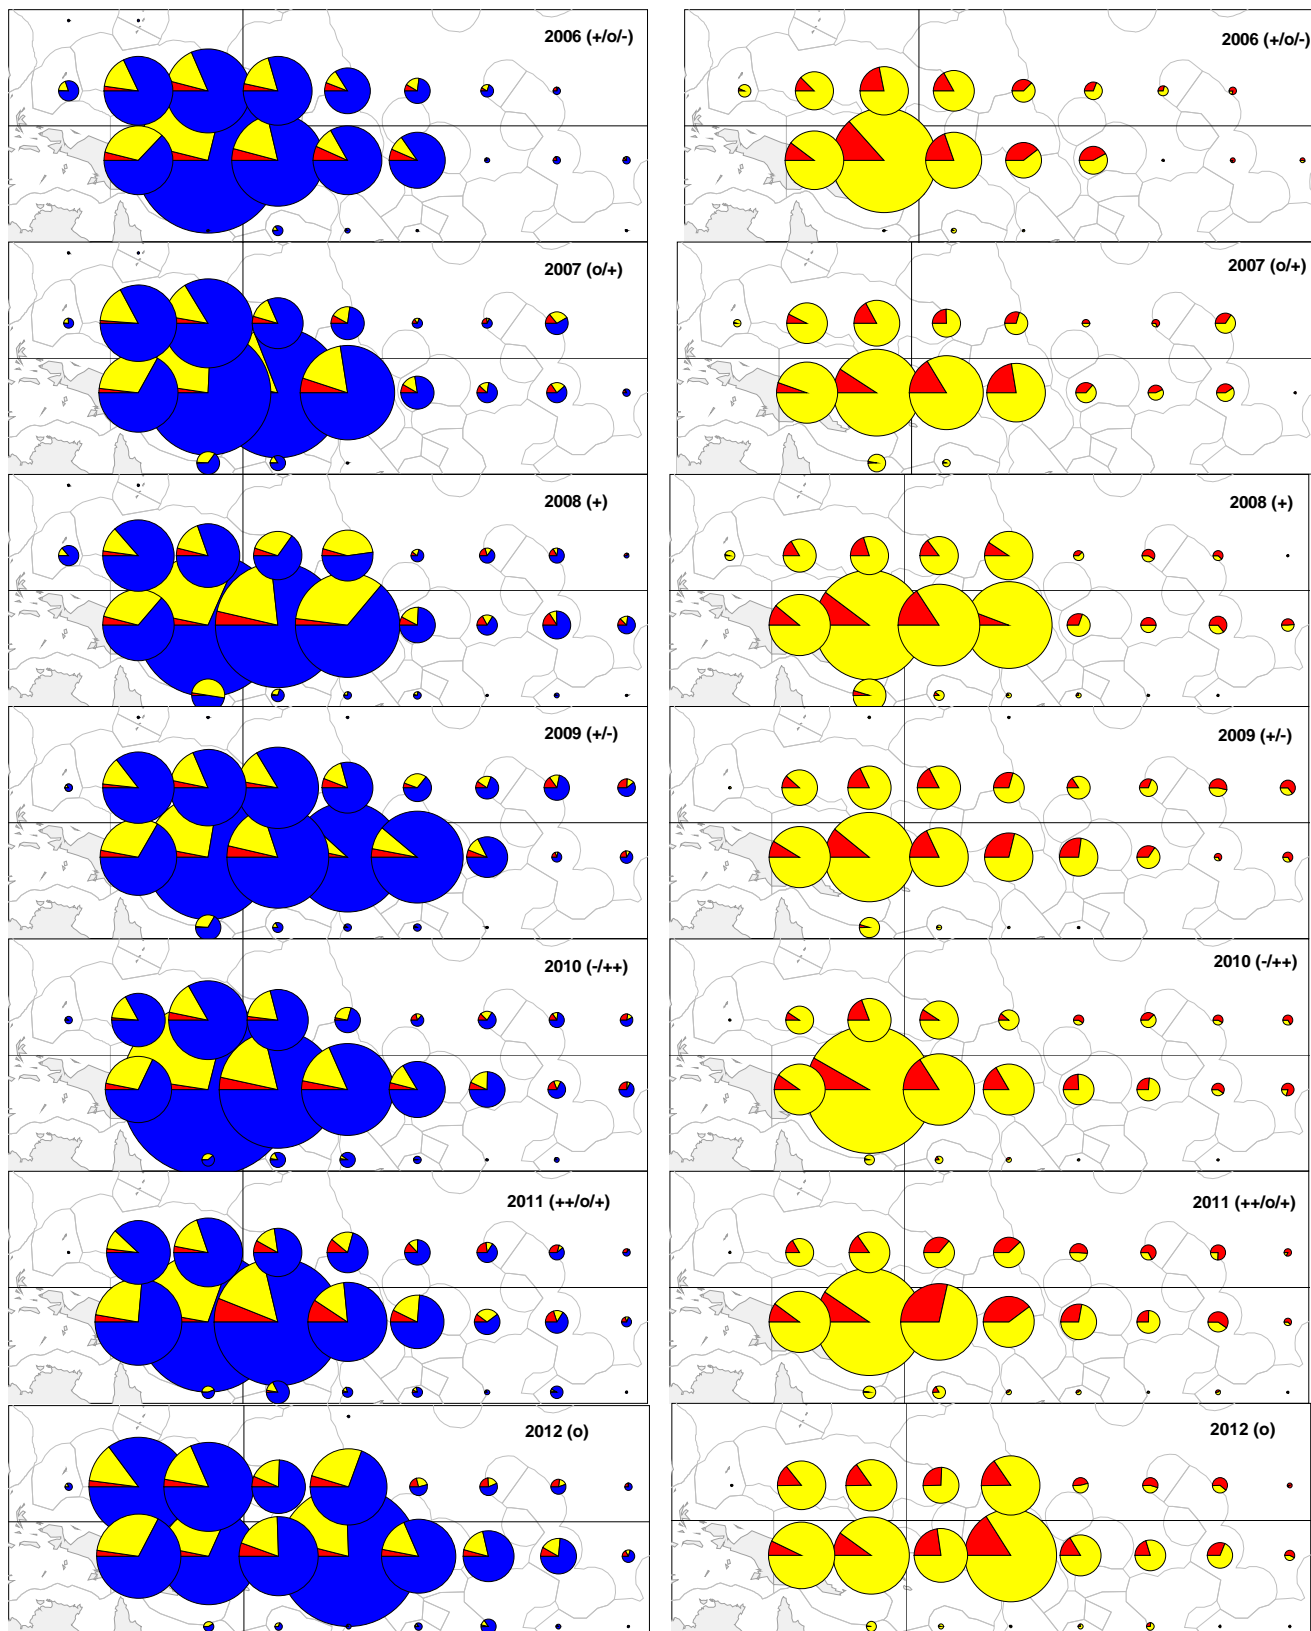 2006 (+/o/-)
2006 (+/o/-)
2007 (o/+)
2007 (o/+)
2008 (+)
2008 (+)
2009 (+/-)
2009 (+/-)
2010 (-/++)
2010 (-/++)
2011 (++/o/+)
2011 (++/o/+)
2012 (o)
2012 (o)